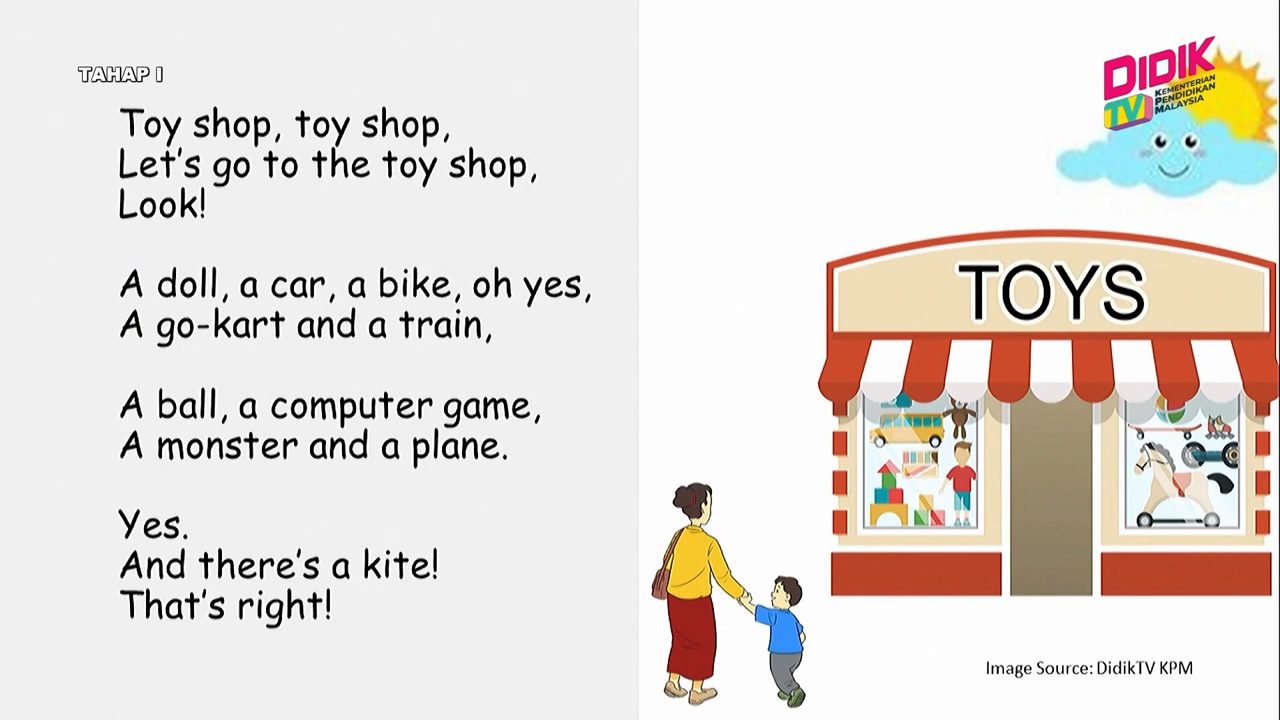 TAHAP I
Toy shop, toy shop,
Let's go to the toy shop,
Look!
A doll, a car, a bike, oh yes,
A go-kart and a train,
A ball, a computer game,
A monster and a plane.
Yes.
And there's a kite!
That's right!
DIDIK
TV
KEMENTERIAN
PENDIDIKAN
MALAYSIA
TOYS
Image Source: DidikTV KPM